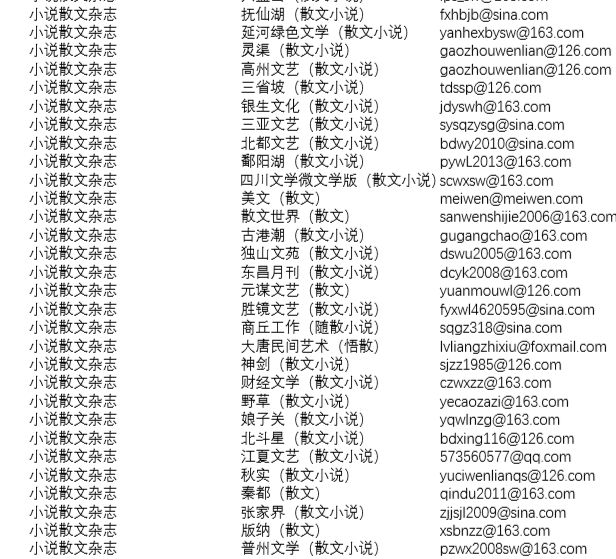 小说散文杂志 抚仙湖（散文小说） fxhbjb@sina.com
小说散文杂志 延河绿色文学（散文小说） yanhexbysw@163.com
小说散文杂志 灵渠（散文小说） gaozhouwenlian@126.com
小说散文杂志 高州文艺（散文小说） gaozhouwenlian@126.com
小说散文杂志 三省坡（散文小说） tdssp@126.com
小说散文杂志 银生文化（散文小说） jdyswh@163.com
小说散文杂志 三亚文艺（散文小说） sysqzysg@sina.com
小说散文杂志 北都文艺（散文小说） bdwy2010@sina.com
小说散文杂志 鄱阳湖（散文小说） pywL2013@163.com
小说散文杂志 四川文学微文学版（散文小说） scwxsw@163.com
小说散文杂志 美文（散文） meiwen@meiwen.com
小说散文杂志 散文世界（散文） sanwenshijie2006@163.com
小说散文杂志 古港潮（散文小说） gugangchao@163.com
小说散文杂志 独山文苑（散文小说） dswu2005@163.com
小说散文杂志 东昌月刊（散文小说） dcyk2008@163.com
小说散文杂志 元谋文艺（散文） yuanmouwl@126.com
小说散文杂志 胜镜文艺（散文小说） fyxwl4620595@sina.com
小说散文杂志 商丘工作（随散小说） sqgz318@sina.com
小说散文杂志 大唐民间艺术（悟散） lvliangzhixiu@foxmail.com
小说散文杂志 神剑（散文小说） sjzz1985@126.com
小说散文杂志 财经文学（散文小说） czwxzz@163.com
小说散文杂志 野草（散文小说） yecaozazi@163.com
小说散文杂志 娘子关（散文小说） yqwlnzg@163.com
小说散文杂志 北斗星（散文小说） bdxing116@126.com
小说散文杂志 江夏文艺（散文小说） 573560577@qq.com
小说散文杂志 秋实（散文小说） yuciwenlianqs@126.com
小说散文杂志 秦都（散文） qindu2011@163.com
小说散文杂志 张家界（散文小说） zjjsjl2009@sina.com
小说散文杂志 版纳（散文） xsbnzz@163.com
小说散文杂志 普州文学（散文小说） pzwx2008sw@163.com